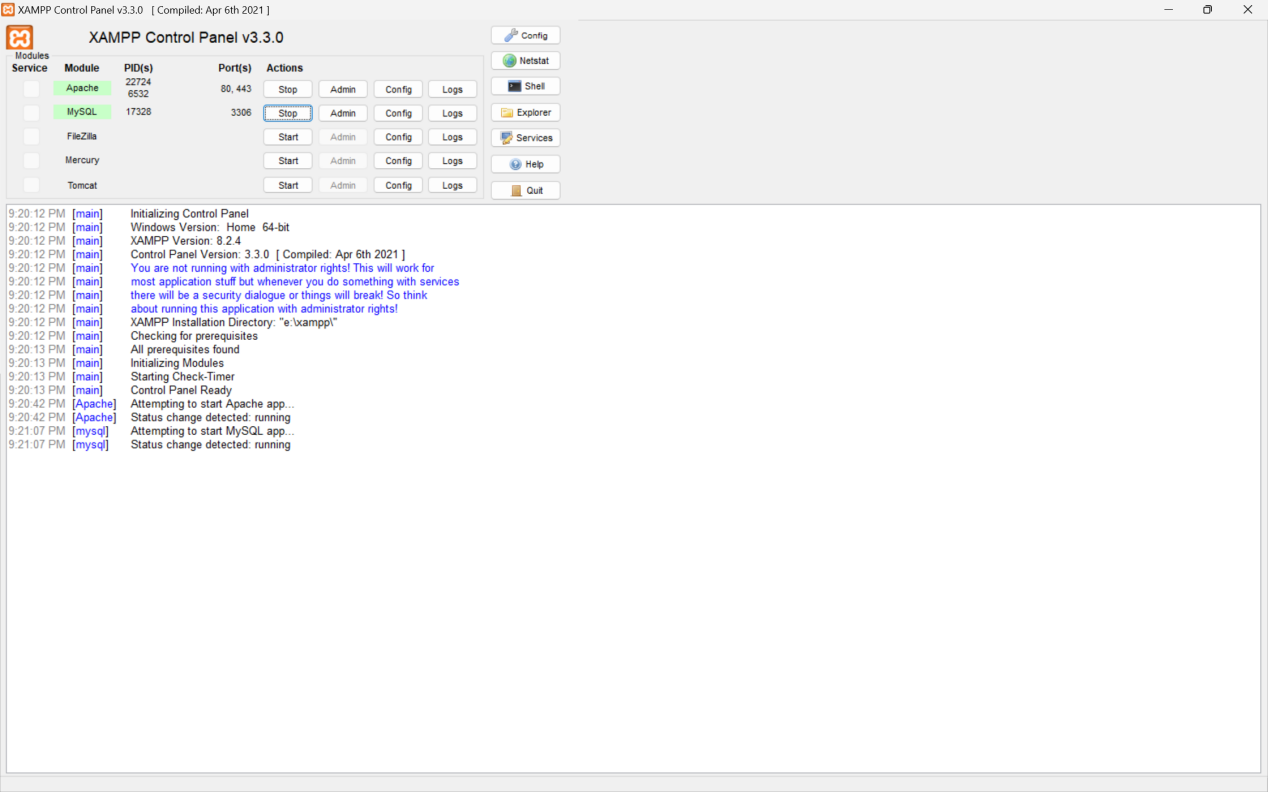 XAMPP Control Panel v3.3.0 [ Compiled: Apr 6th 2021 ]
XAMPP Control Panel v3.3.0
Config
Modules
Service Module PID(s) Port(s) Actions
Netstat
Apache 22724 6532 80, 443 Stop Admin Config Logs
Shell
MySQL 17328 3306 Stop Admin Config Logs
Explorer
FileZilla Start Admin Config Logs
Services
Mercury Start Admin Config Logs
Help
Tomcat Start Admin Config Logs
Quit
9:20:12 PM [main] Initializing Control Panel
9:20:12 PM [main] Windows Version: Home 64-bit
9:20:12 PM [main] XAMPP Version: 8.2.4
9:20:12 PM [main] Control Panel Version: 3.3.0 [ Compiled: Apr 6th 2021 ]
9:20:12 PM [main] You are not running with administrator rights! This will work for
9:20:12 PM [main] most application stuff but whenever you do something with services
9:20:12 PM [main] there will be a security dialogue or things will break! So think
9:20:12 PM [main] about running this application with administrator rights!
9:20:12 PM [main] XAMPP Installation Directory: "e:\xampp\"
9:20:12 PM [main] Checking for prerequisites
9:20:13 PM [main] All prerequisites found
9:20:13 PM [main] Initializing Modules
9:20:13 PM [main] Starting Check-Timer
9:20:13 PM [main] Control Panel Ready
9:20:42 PM [Apache] Attempting to start Apache app...
9:20:42 PM [Apache] Status change detected: running
9:21:07 PM [mysql] Attempting to start MySQL app...
9:21:07 PM [mysql] Status change detected: running